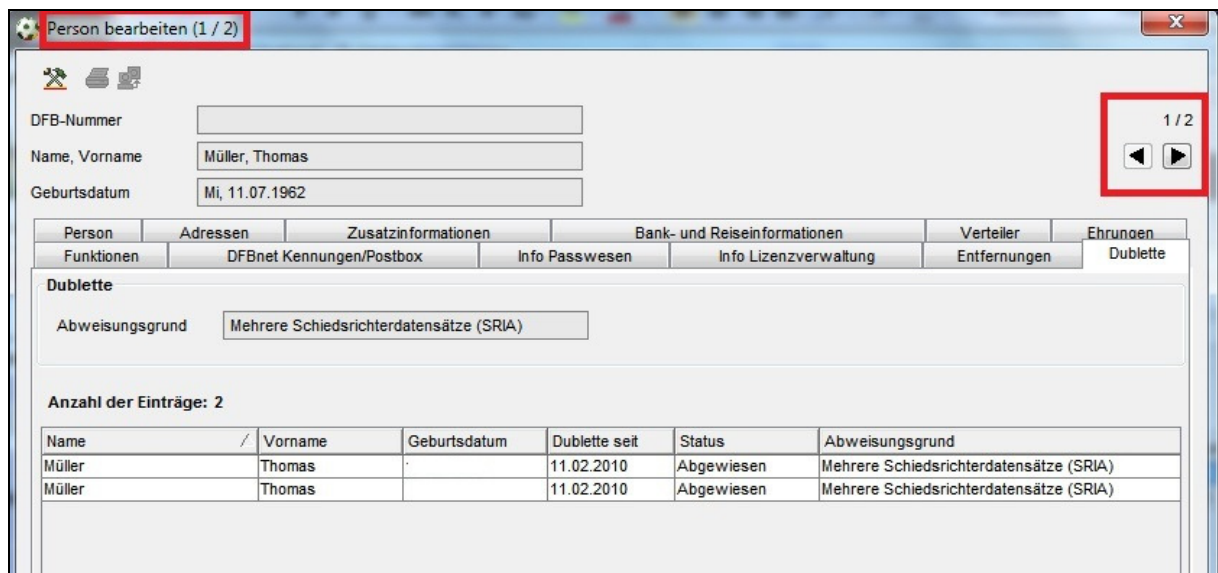 Person bearbeiten (1 / 2)
x
DFB-Nummer
1 / 2
Name, Vorname Müller, Thomas
Geburtsdatum Mi, 11.07.1962
Person Adressen Zusatzinformationen Bank- und Reiseinformationen Verteiler Ehrungen
Funktionen DFBnet Kennungen/Postbox Info Passwesen Info Lizenzverwaltung Entfernungen Dublette
Dublette
Abweisungsgrund Mehrere Schiedsrichterdatensätze (SRIA)
Anzahl der Einträge: 2
Name Vorname Geburtsdatum Dublette seit Status Abweisungsgrund
Müller Thomas 11.02.2010 Abgewiesen Mehrere Schiedsrichterdatensätze (SRIA)
Müller Thomas 11.02.2010 Abgewiesen Mehrere Schiedsrichterdatensätze (SRIA)